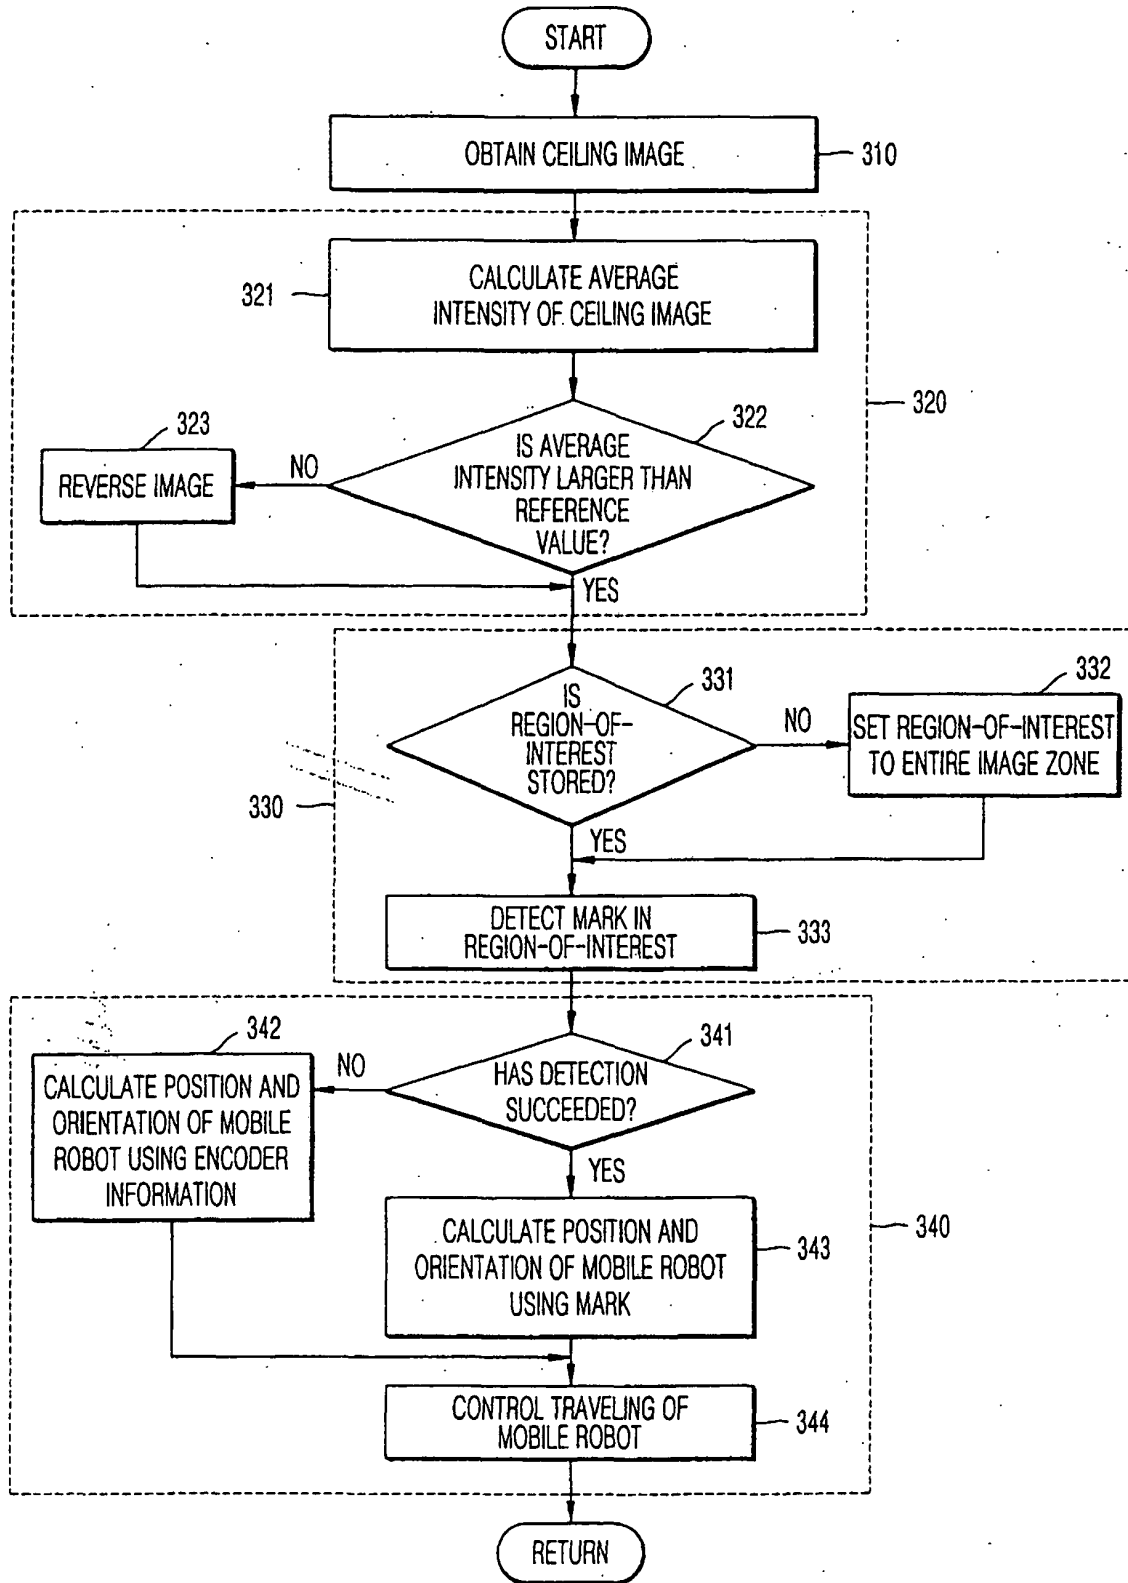 START
OBTAIN CEILING IMAGE
310
CALCULATE AVERAGE
INTENSITY OF CEILING IMAGE
321
320
322
IS AVERAGE
INTENSITY LARGER THAN
REFERENCE
VALUE?
323
NO
REVERSE IMAGE
YES
331
IS
REGION-OF-
INTEREST
STORED?
332
NO
SET REGION-OF-INTEREST
TO ENTIRE IMAGE ZONE
330
YES
DETECT MARK IN
REGION-OF-INTEREST
333
341
HAS DETECTION
SUCCEEDED?
342
NO
CALCULATE POSITION AND
ORIENTATION OF MOBILE
ROBOT USING ENCODER
INFORMATION
YES
340
CALCULATE POSITION AND
ORIENTATION OF MOBILE ROBOT
USING MARK
343
CONTROL TRAVELING OF
MOBILE ROBOT
344
RETURN